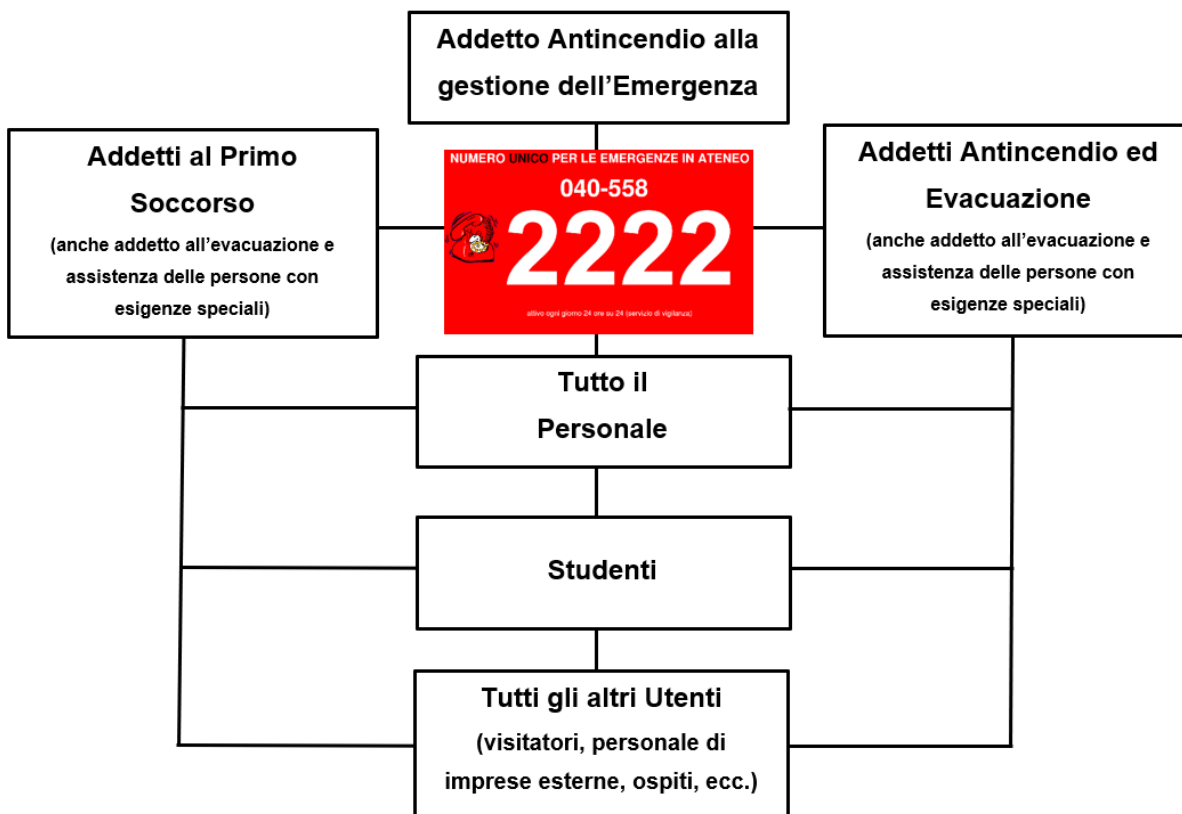 Addetto Antincendio alla
gestione dell’Emergenza
Addetti al Primo
Soccorso
(anche addetto all’evacuazione e
assistenza delle persone con
esigenze speciali)
NUMERO UNICO PER LE EMERGENZE IN ATENEO
040-558
2222
attivo ogni giorno 24 ore su 24 (servizio di vigilanza)
Addetti Antincendio ed
Evacuazione
(anche addetto all’evacuazione e
assistenza delle persone con
esigenze speciali)
Tutto il
Personale
Studenti
Tutti gli altri Utenti
(visitatori, personale di
imprese esterne, ospiti, ecc.)